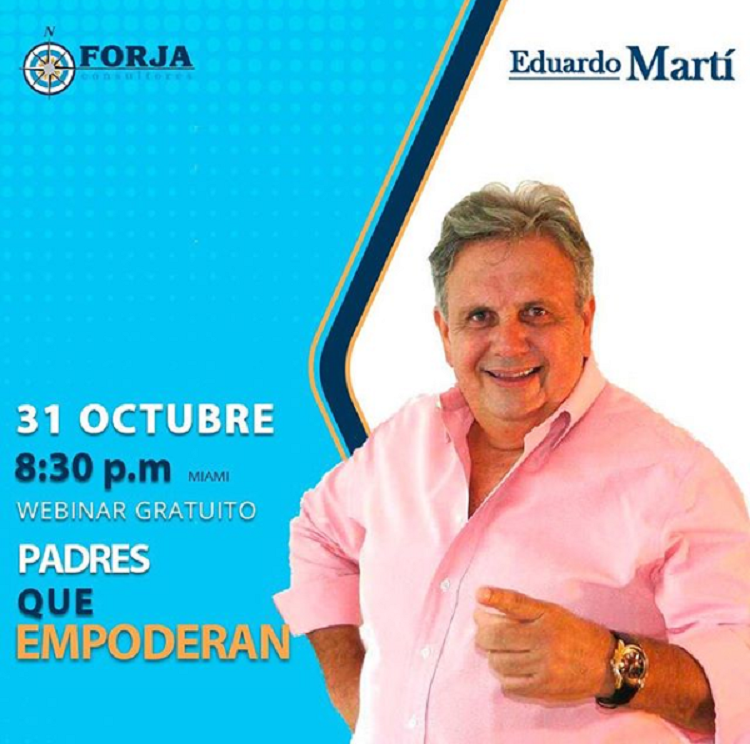 N
FORJA
consultores
Eduardo Martí
31 OCTUBRE
8:30 p.m MIAMI
WEBINAR GRATUITO
PADRES
QUE
EMPODERAN